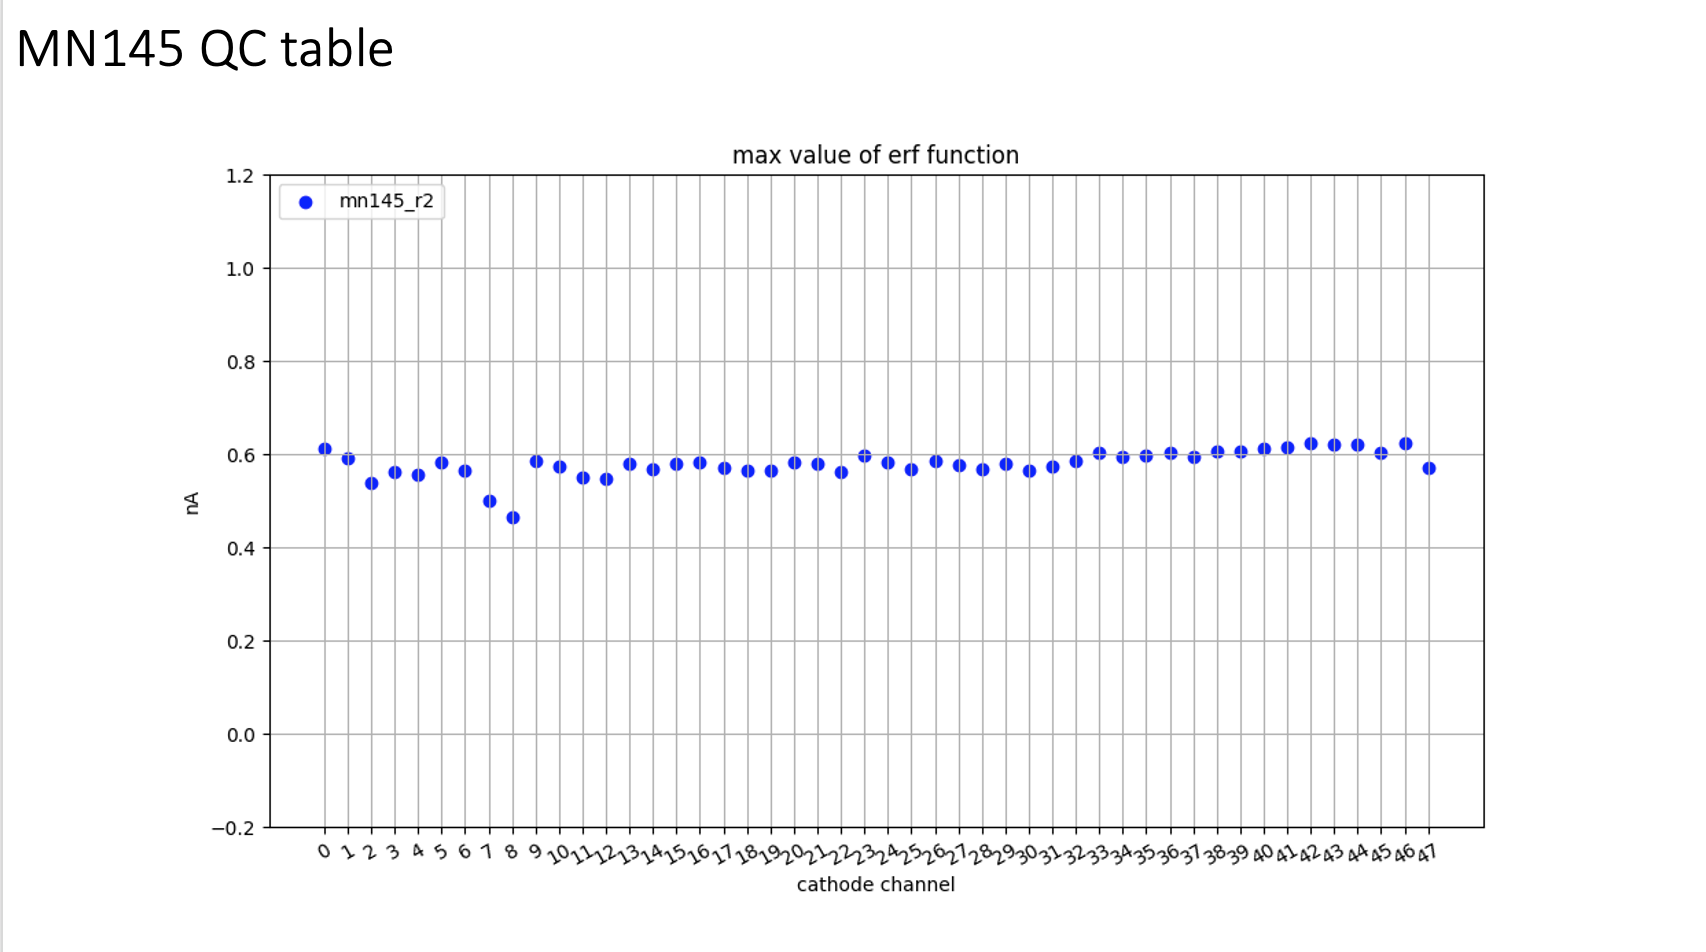 MN145 QC table
max value of erf function
mn145_r2
1.2
1.0
0.8
0.6
0.4
0.2
0.0
−0.2
nA
0 1 2 3 4 5 6 7 8 9 10 11 12 13 14 15 16 17 18 19 20 21 22 23 24 25 26 27 28 29 30 31 32 33 34 35 36 37 38 39 40 41 42 43 44 45 46 47
cathode channel